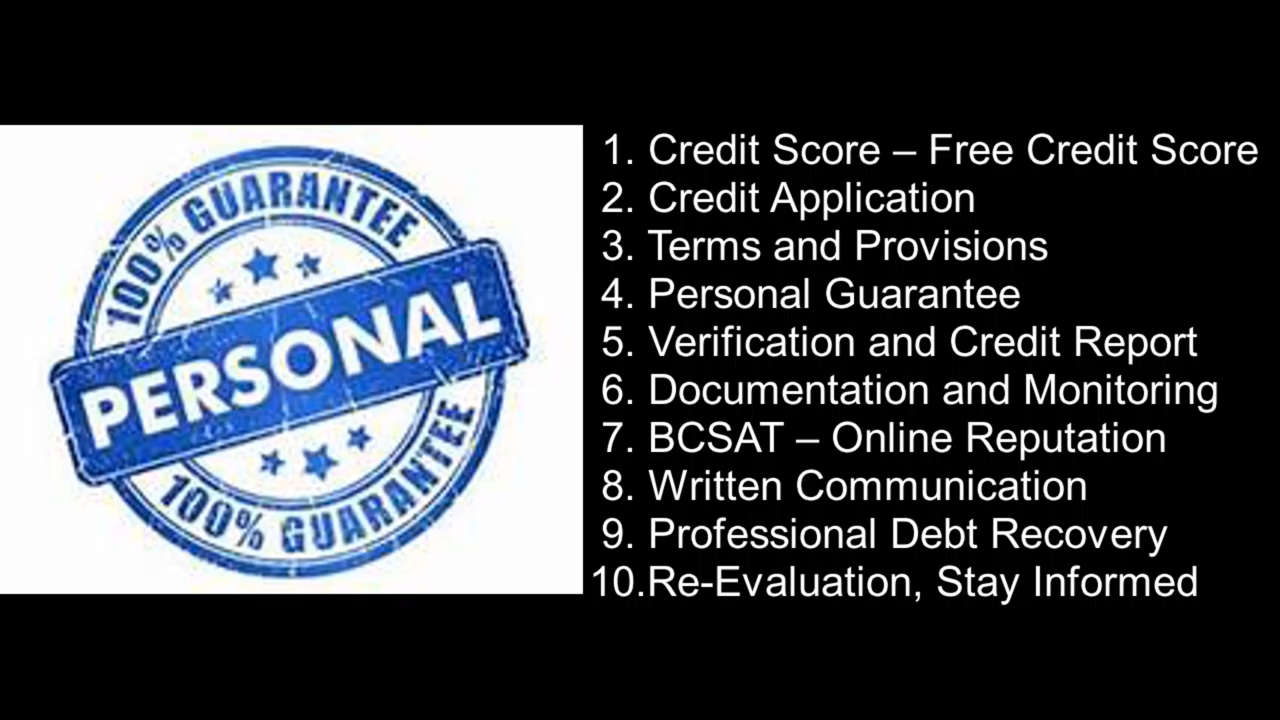 100% GUARANTEE
PERSONAL
100% GUARANTEE
1. Credit Score – Free Credit Score
2. Credit Application
3. Terms and Provisions
4. Personal Guarantee
5. Verification and Credit Report
6. Documentation and Monitoring
7. BCSAT – Online Reputation
8. Written Communication
9. Professional Debt Recovery
10.Re-Evaluation, Stay Informed